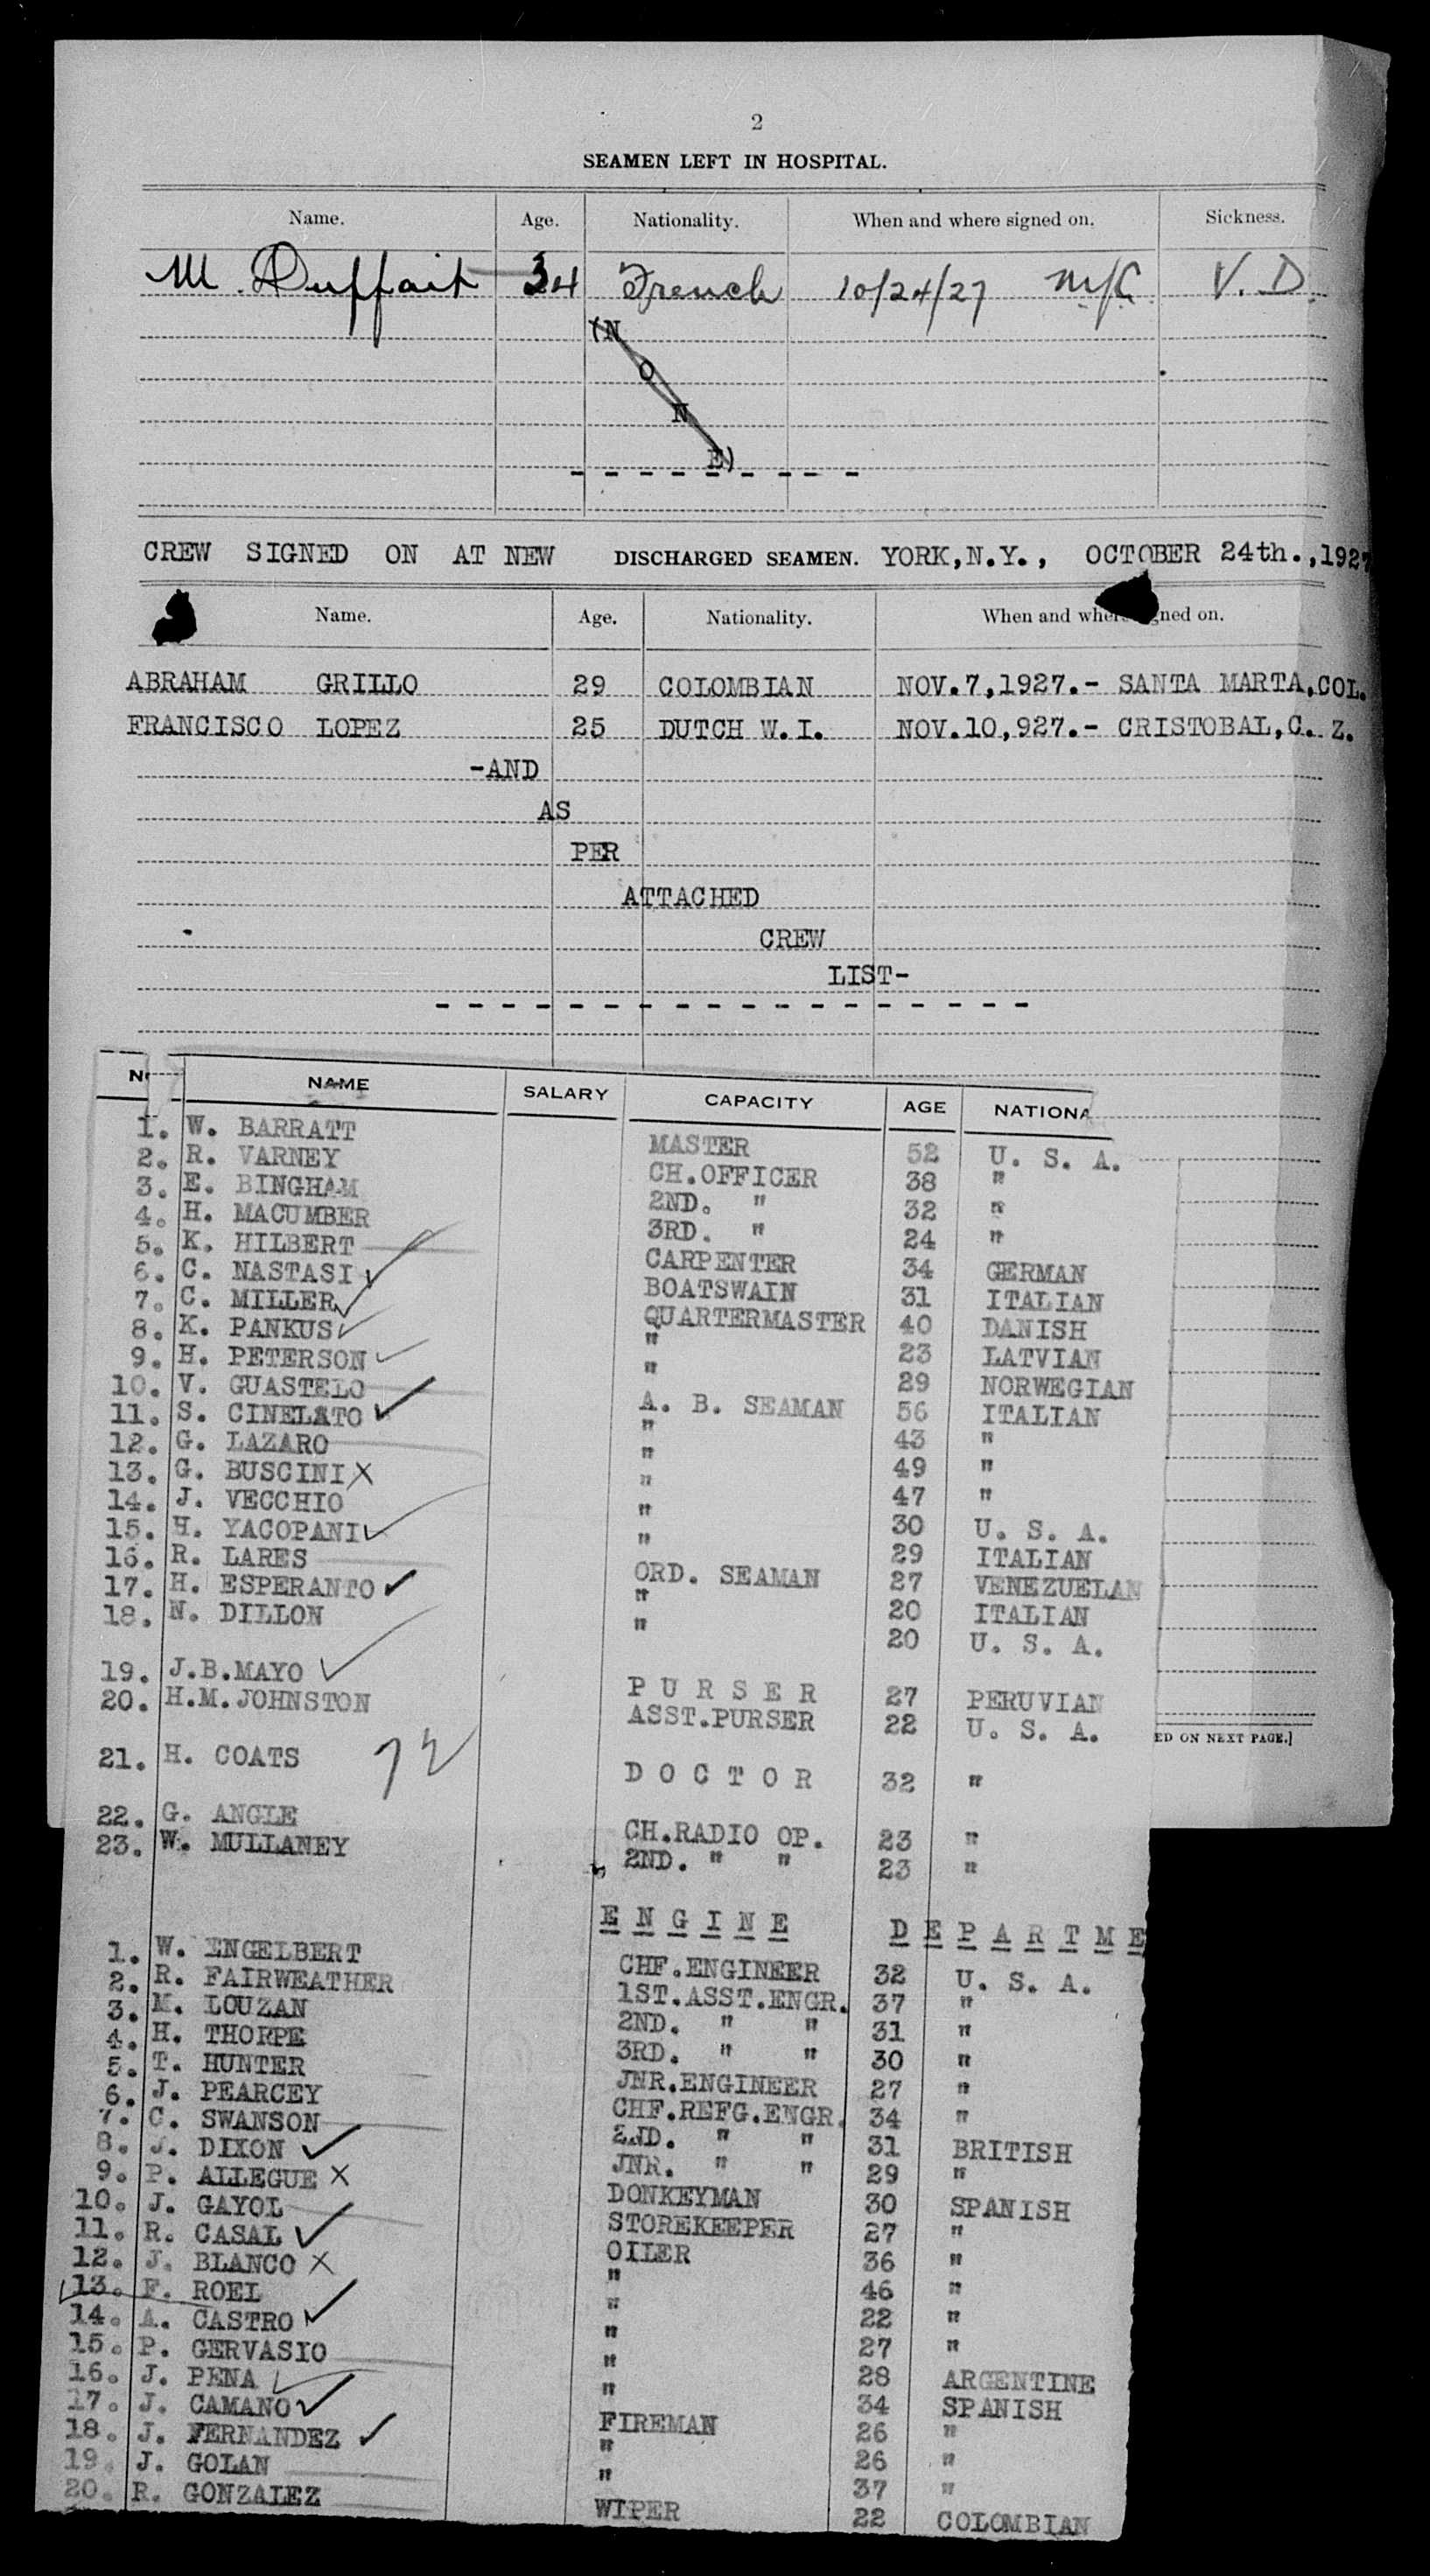 2
SEAMEN LEFT IN HOSPITAL.
Name. Age. Nationality. When and where signed on. Sickness.
M. Duffait 34 French 10/24/27 N.Y.C. V.D.
(N
O
N
E)
CREW SIGNED ON AT NEW DISCHARGED SEAMEN. YORK,N.Y., OCTOBER 24th.,1927
Name. Age. Nationality. When and where signed on.
ABRAHAM GRILLO 29 COLOMBIAN NOV.7,1927.- SANTA MARTA,COL.
FRANCISCO LOPEZ 25 DUTCH W.I. NOV.10,927.- CRISTOBAL,C. Z.
-AND
AS
PER
ATTACHED
CREW
LIST-
NAME SALARY CAPACITY AGE NATIONA
1. W. BARRATT MASTER 52 U. S. A.
2. R. VARNEY CH.OFFICER 38 "
3. E. BINGHAM 2ND. " 32 "
4. H. MACUMBER 3RD. " 24 "
5. K. HILBERT CARPENTER 34 GERMAN
6. C. NASTASI BOATSWAIN 31 ITALIAN
7. C. MILLER QUARTERMASTER 40 DANISH
8. K. PANKUS " 23 LATVIAN
9. H. PETERSON " 29 NORWEGIAN
10. V. GUASTELO A. B. SEAMAN 56 ITALIAN
11. S. CINELATO " 43 "
12. G. LAZARO " 49 "
13. G. BUSCINI X " 47 "
14. J. VECCHIO " 30 U. S. A.
15. H. YACOPANI " 29 ITALIAN
16. R. LARES ORD. SEAMAN 27 VENEZUELAN
17. H. ESPERANTO " 20 ITALIAN
18. N. DILLON " 20 U. S. A.
19. J.B.MAYO P U R S E R 27 PERUVIAN
20. H.M.JOHNSTON ASST.PURSER 22 U. S. A.
21. H. COATS D O C T O R 32 "
ED ON NEXT PAGE.]
22. G. ANGLE CH.RADIO OP. 23 "
23. W. MULLANEY 2ND. " " 23 "
E N G I N E D E P A R T M E
1. W. ENGELBERT CHF.ENGINEER 32 U. S. A.
2. R. FAIRWEATHER 1ST.ASST.ENGR. 37 "
3. M. LOUZAN 2ND. " " 31 "
4. H. THORPE 3RD. " " 30 "
5. T. HUNTER JNR.ENGINEER 27 "
6. J. PEARCEY CHF.REFG.ENGR. 34 "
7. C. SWANSON 2ND. " " 31 BRITISH
8. J. DIXON JNR. " " 29 "
9. P. ALLEGUE X DONKEYMAN 30 SPANISH
10. J. GAYOL STOREKEEPER 27 "
11. R. CASAL OILER 36 "
12. J. BLANCO X " 46 "
13. F. ROEL " 22 "
14. A. CASTRO " 27 "
15. P. GERVASIO " 28 ARGENTINE
16. J. PENA " 34 SPANISH
17. J. CAMANO FIREMAN 26 "
18. J. FERNANDEZ " 26 "
19. J. GOLAN " 37 "
20. R. GONZALEZ WIPER 22 COLOMBIAN